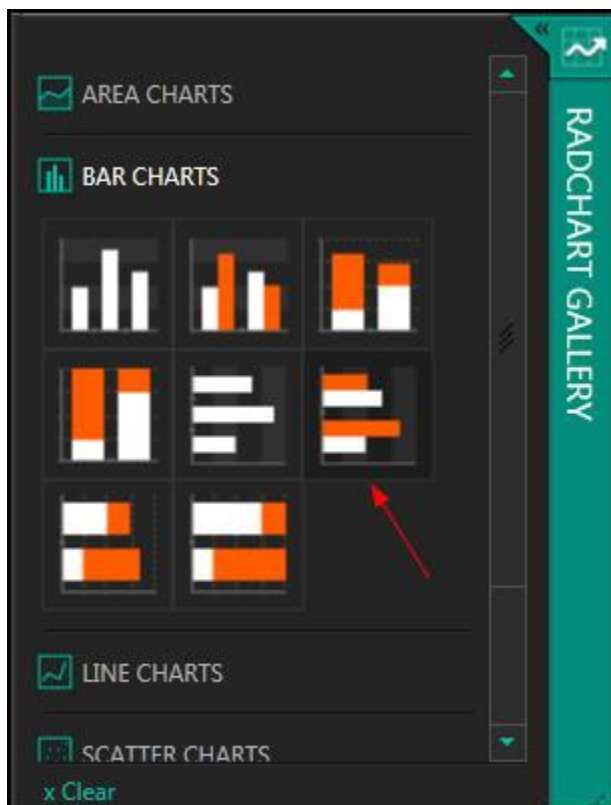 AREA CHARTS
BAR CHARTS
LINE CHARTS
SCATTER CHARTS
x Clear
RADCHART GALLERY